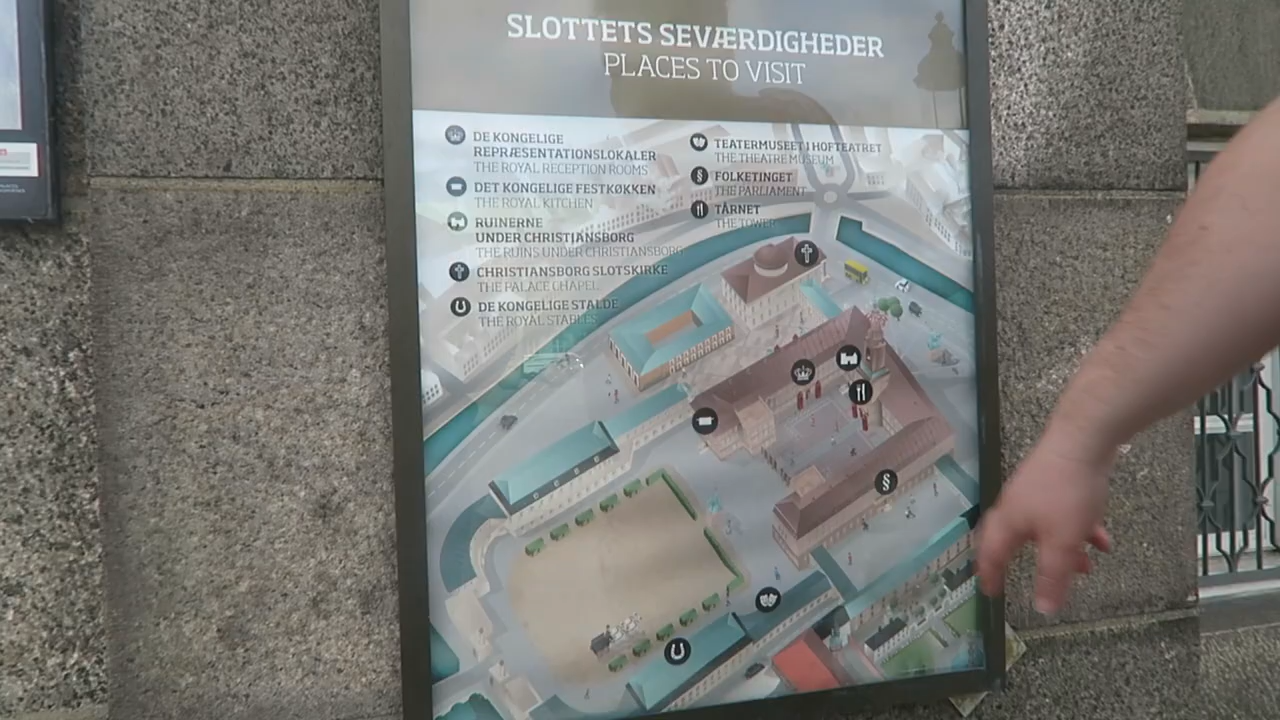 SLOTTETS SEVÆRDIGHEDER
PLACES TO VISIT
DE KONGELIGE
REPRÆSENTATIONSLOKALER
THE ROYAL RECEPTION ROOMS
DET KONGELIGE FESTKØKKEN
THE ROYAL KITCHEN
RUINERNE
UNDER CHRISTIANSBORG
THE RUINS UNDER CHRISTIANSBORG
CHRISTIANSBORG SLOTSKIRKE
THE PALACE CHAPEL
DE KONGELIGE STALDE
THE ROYAL STABLES
TEATERMUSEET I HOFTEATRET
THE THEATRE MUSEUM
§ FOLKETINGET
THE PARLIAMENT
TÅRNET
THE TOWER
§